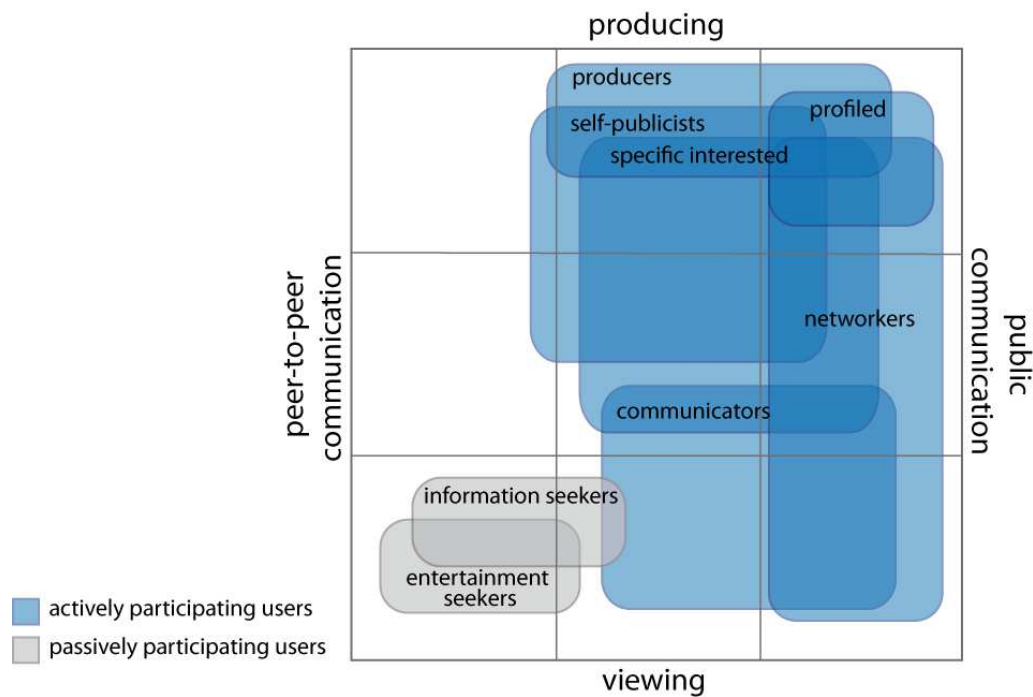 producing
producers
profiled
self-publicists
specific interested
peer-to-peer
communication
public
communication
networkers
communicators
information seekers
entertainment
seekers
actively participating users
passively participating users
viewing